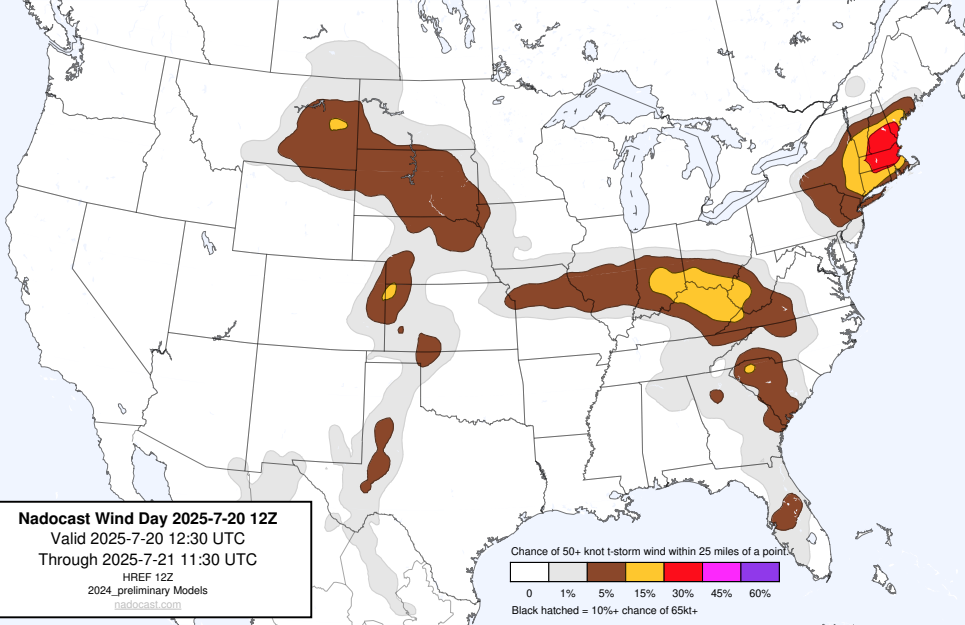 Nadocast Wind Day 2025-7-20 12Z
Valid 2025-7-20 12:30 UTC
Through 2025-7-21 11:30 UTC
HREF 12Z
2024_preliminary Models
nadocast.com
Chance of 50+ knot t-storm wind within 25 miles of a point.
0 1% 5% 15% 30% 45% 60%
Black hatched = 10%+ chance of 65kt+